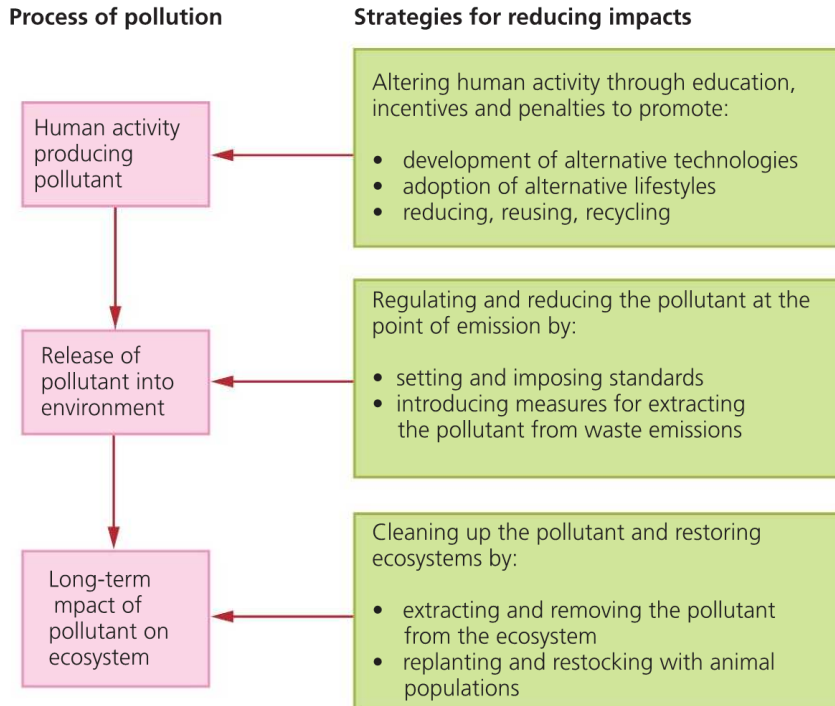 Process of pollution
Strategies for reducing impacts
Human activity
producing
pollutant
Altering human activity through education,
incentives and penalties to promote:
• development of alternative technologies
• adoption of alternative lifestyles
• reducing, reusing, recycling
Release of
pollutant into
environment
Regulating and reducing the pollutant at the
point of emission by:
• setting and imposing standards
• introducing measures for extracting
the pollutant from waste emissions
Long-term
mpact of
pollutant on
ecosystem
Cleaning up the pollutant and restoring
ecosystems by:
• extracting and removing the pollutant
from the ecosystem
• replanting and restocking with animal
populations